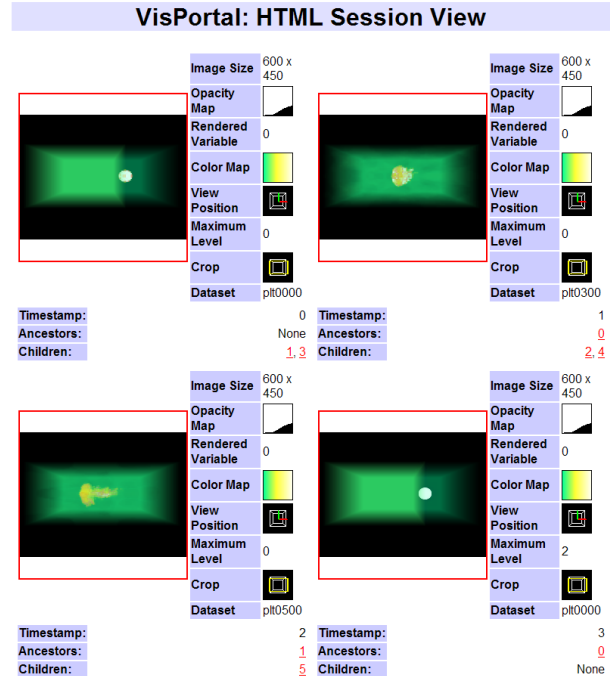 VisPortal: HTML Session View
Image Size 600 x 450
Opacity Map
Rendered Variable 0
Color Map
View Position
Maximum Level 0
Crop
Dataset plt0000
Timestamp: 0
Ancestors: None
Children: 1, 3
Image Size 600 x 450
Opacity Map
Rendered Variable 0
Color Map
View Position
Maximum Level 0
Crop
Dataset plt0300
Timestamp: 1
Ancestors: 0
Children: 2, 4
Image Size 600 x 450
Opacity Map
Rendered Variable 0
Color Map
View Position
Maximum Level 0
Crop
Dataset plt0500
Timestamp: 2
Ancestors: 1
Children: 5
Image Size 600 x 450
Opacity Map
Rendered Variable 0
Color Map
View Position
Maximum Level 2
Crop
Dataset plt0000
Timestamp: 3
Ancestors: 0
Children: None